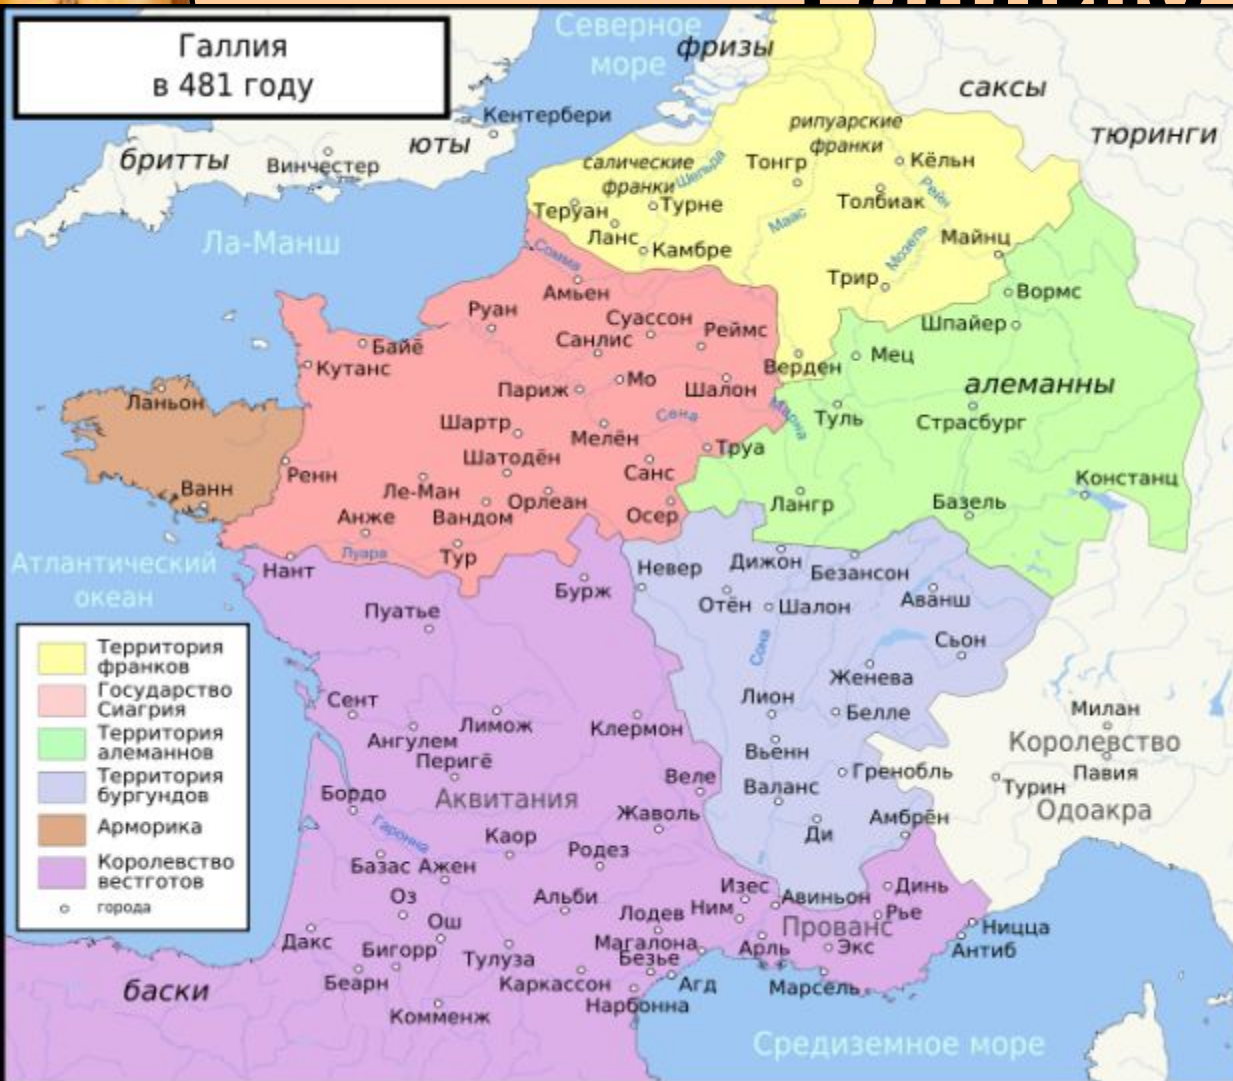 Галлия
в 481 году
Северное
море
фризы
саксы
тюринги
бритты
Винчестер
юты
Кентербери
Ла-Манш
салические
франки
рипуарские
франки
Шельда
Тонгр
Кёльн
Рейн
Толбиак
Маас
Мозель
Майнц
Трир
Теруан
Турне
Ланс
Камбре
Сомма
Амьен
Руан
Суассон
Санлис
Реймс
Байё
Кутанс
Париж
Мо
Шалон
Верден
Мец
Вормс
Шпайер
алеманны
Страсбург
Туль
Марна
Сена
Шартр
Мелён
Труа
Шатодён
Санс
Ланьон
Ренн
Ванн
Ле-Ман
Вандом
Орлеан
Осер
Анже
Тур
Луара
Лангр
Базель
Констанц
Атлантический
океан
Нант
Пуатье
Бурж
Невер
Дижон
Безансон
Отён
Шалон
Аванш
Сьон
Сона
Женева
Лион
Белле
Вьенн
Валанс
Гренобль
Ди
Амбрён
Милан
Королевство
Павия
Турин
Одоакра
Сент
Ангулем
Лимож
Перигё
Клермон
Веле
Жаволь
Бордо
Аквитания
Гаронна
Каор
Родез
Базас
Ажен
Оз
Ош
Альби
Лодев
Ним
Изес
Авиньон
Динь
Рье
Прованс
Экс
Арль
Ницца
Антиб
Марсель
Магалона
Безье
Агд
Дакс
Бигорр
Беарн
Тулуза
Каркассон
Нарбонна
Комменж
баски
Средиземное море
Территория
франков
Государство
Сиагрия
Территория
алеманнов
Территория
бургундов
Арморика
Королевство
вестготов
города